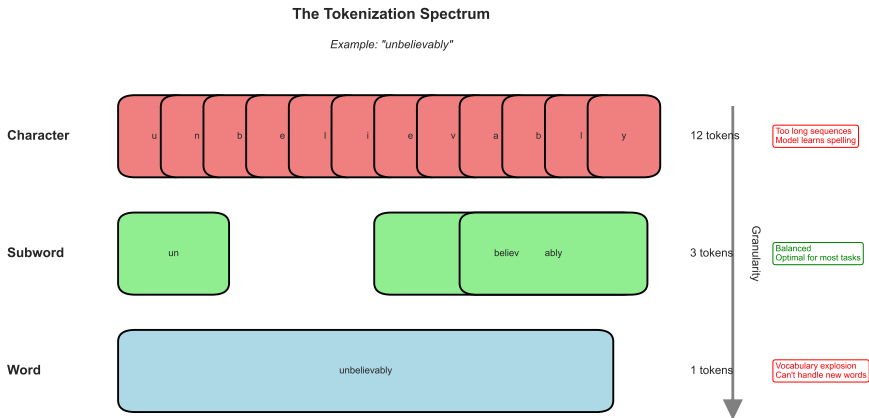 The Tokenization Spectrum
Example: "unbelievably"
Character
u n b e l i e v a b l y
12 tokens
Too long sequences
Model learns spelling
Subword
un believ ably
3 tokens
Balanced
Optimal for most tasks
Granularity
Word
unbelievably
1 tokens
Vocabulary explosion
Can't handle new words